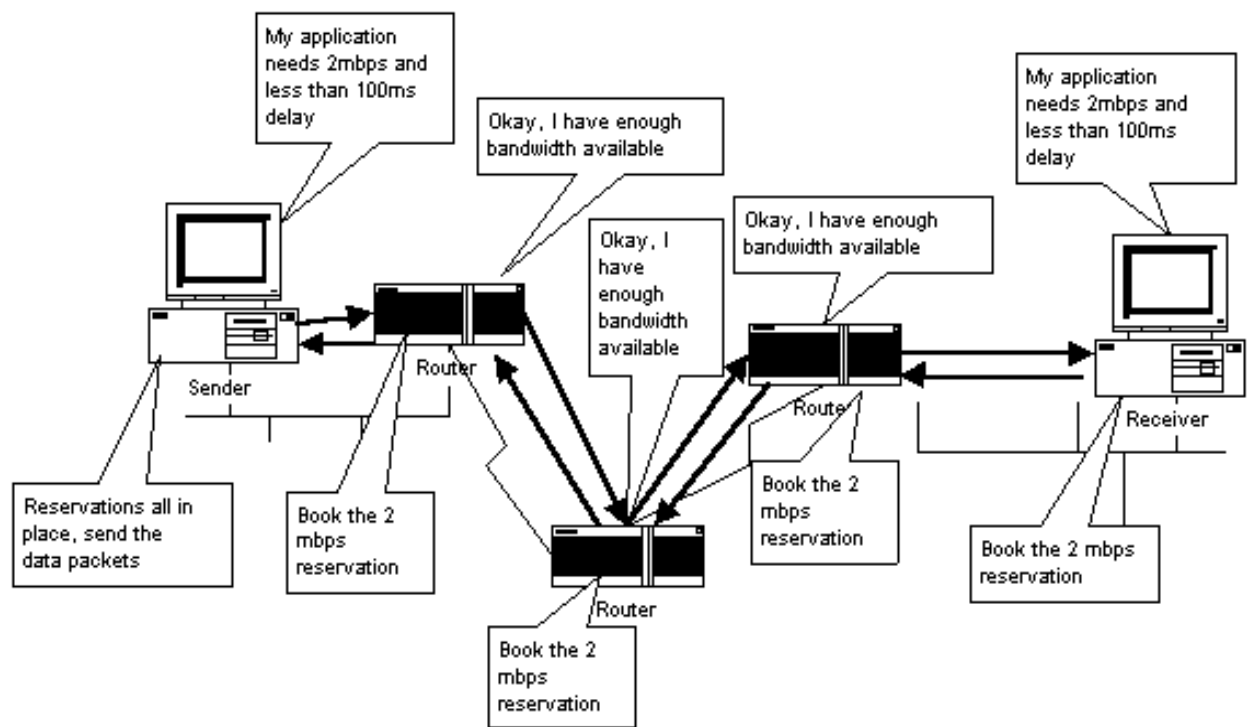 My application
needs 2mbps and
less than 100ms
delay
Okay, I have enough
bandwidth available
My application
needs 2mbps and
less than 100ms
delay
Okay, I
have
enough
bandwidth
available
Okay, I have enough
bandwidth available
Sender
Router
Route
Receiver
Reservations all in
place, send the
data packets
Book the 2
mbps
reservation
Book the 2
mbps
reservation
Book the 2 mbps
reservation
Router
Book the 2
mbps
reservation